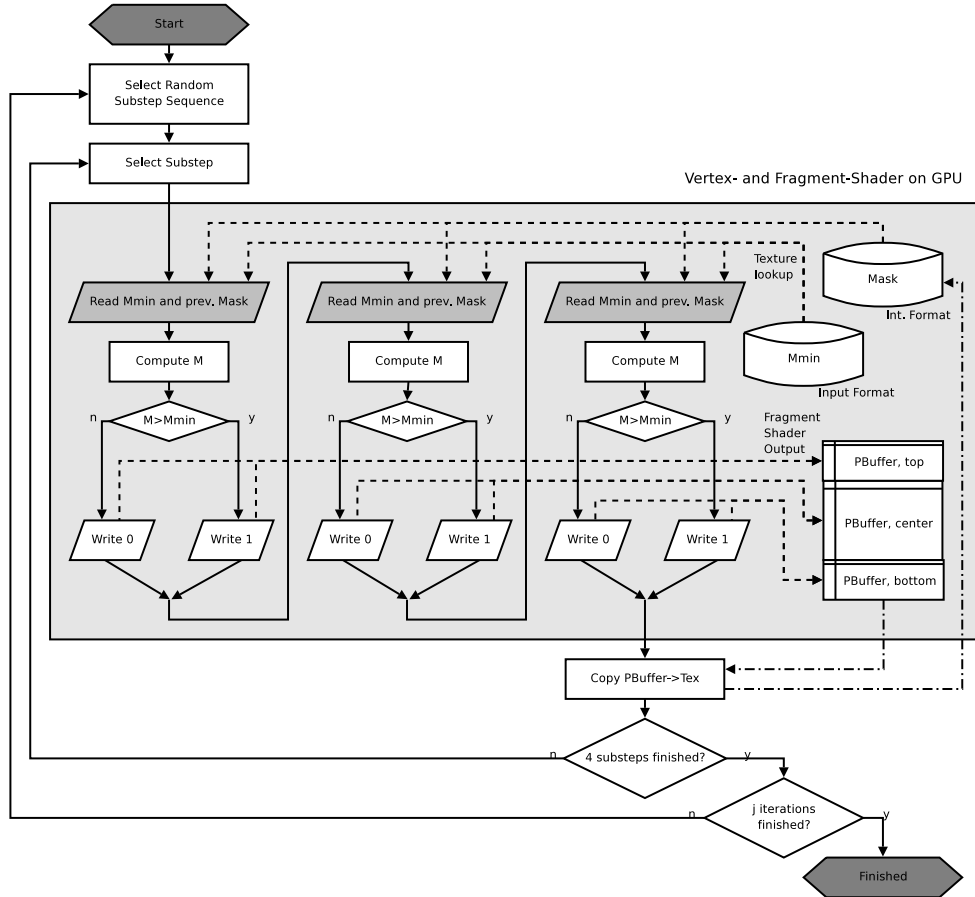 Start
Select Random
Substep Sequence
Select Substep
Vertex- and Fragment-Shader on GPU
Texture
lookup
Mask
Int. Format
Read Mmin and prev. Mask
Read Mmin and prev. Mask
Read Mmin and prev. Mask
Mmin
Input Format
Compute M
Compute M
Compute M
n
M>Mmin
y
n
M>Mmin
y
n
M>Mmin
y
Fragment
Shader
Output
PBuffer, top
PBuffer, center
PBuffer, bottom
Write 0
Write 1
Write 0
Write 1
Write 0
Write 1
Copy PBuffer->Tex
n
4 substeps finished?
y
n
j iterations
finished?
y
Finished